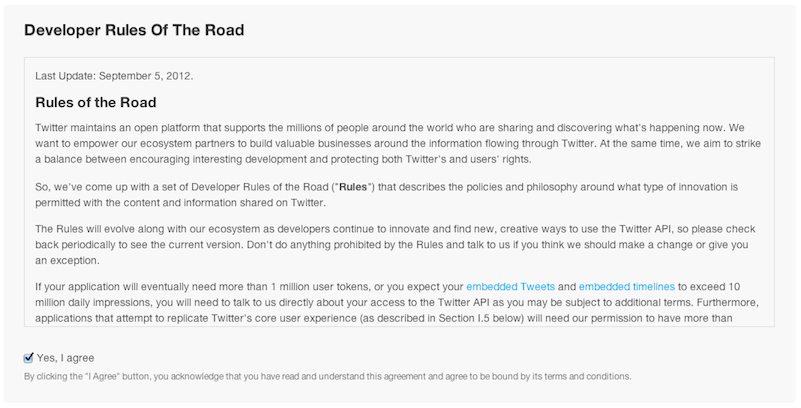 Developer Rules Of The Road
Last Update: September 5, 2012.
Rules of the Road
Twitter maintains an open platform that supports the millions of people around the world who are sharing and discovering what's happening now. We
want to empower our ecosystem partners to build valuable businesses around the information flowing through Twitter. At the same time, we aim to strike
a balance between encouraging interesting development and protecting both Twitter's and users' rights.
So, we've come up with a set of Developer Rules of the Road ("Rules") that describes the policies and philosophy around what type of innovation is
permitted with the content and information shared on Twitter.
The Rules will evolve along with our ecosystem as developers continue to innovate and find new, creative ways to use the Twitter API, so please check
back periodically to see the current version. Don't do anything prohibited by the Rules and talk to us if you think we should make a change or give you
an exception.
If your application will eventually need more than 1 million user tokens, or you expect your embedded Tweets and embedded timelines to exceed 10
million daily impressions, you will need to talk to us directly about your access to the Twitter API as you may be subject to additional terms. Furthermore,
applications that attempt to replicate Twitter's core user experience (as described in Section I.5 below) will need our permission to have more than
Yes, I agree
By clicking the "I Agree" button, you acknowledge that you have read and understand this agreement and agree to be bound by its terms and conditions.